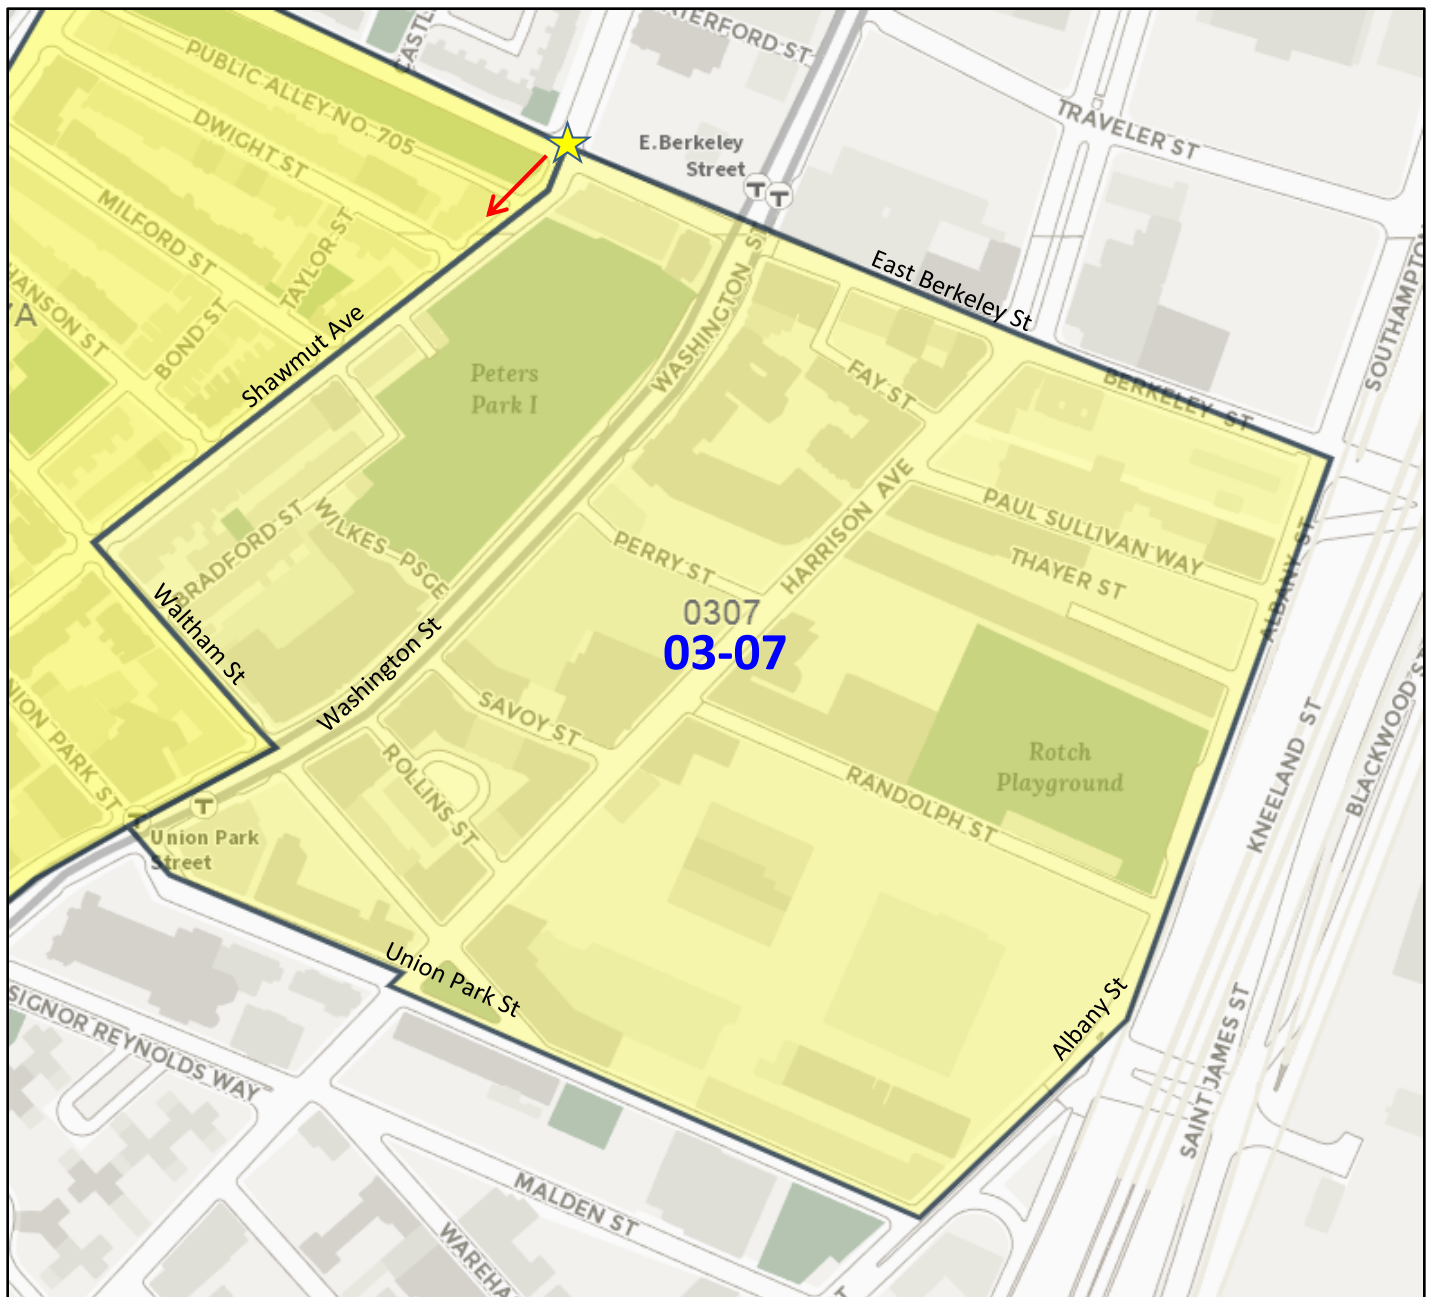 CASTL
ATERFORD ST
PUBLIC ALLEY NO. 705
TRAVELER ST
DWIGHT ST
E.Berkeley
Street
T
T
MILFORD ST
TAYLOR ST
WASHINGTON ST
East Berkeley St
SOUTHAMPTON
HANSON ST
A
BOND ST
Shawmut Ave
Peters
Park I
FAY ST
BERKELEY ST
HARRISON AVE
PAUL SULLIVAN WAY
BRADFORD ST
WILKES PSGE
PERRY ST
THAYER ST
ALBANY ST
Waltham St
0307
03-07
Washington St
NION PARK ST
SAVOY ST
ROLLINS ST
Rotch
Playground
RANDOLPH ST
KNEELAND ST
BLACKWOOD ST
T
T
Union Park
Street
Union Park St
Albany St
SIGNOR REYNOLDS WAY
SAINT JAMES ST
MALDEN ST
WAREHA
T